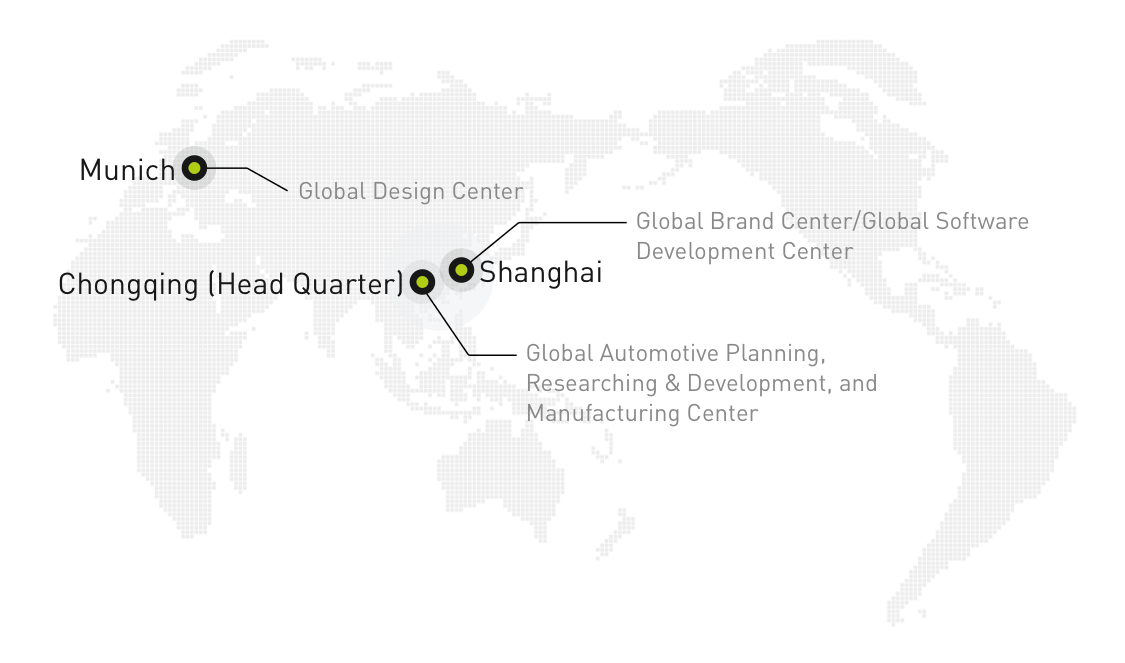 Munich
Global Design Center
Global Brand Center/Global Software
Development Center
Shanghai
Chongqing (Head Quarter)
Global Automotive Planning,
Researching & Development, and
Manufacturing Center